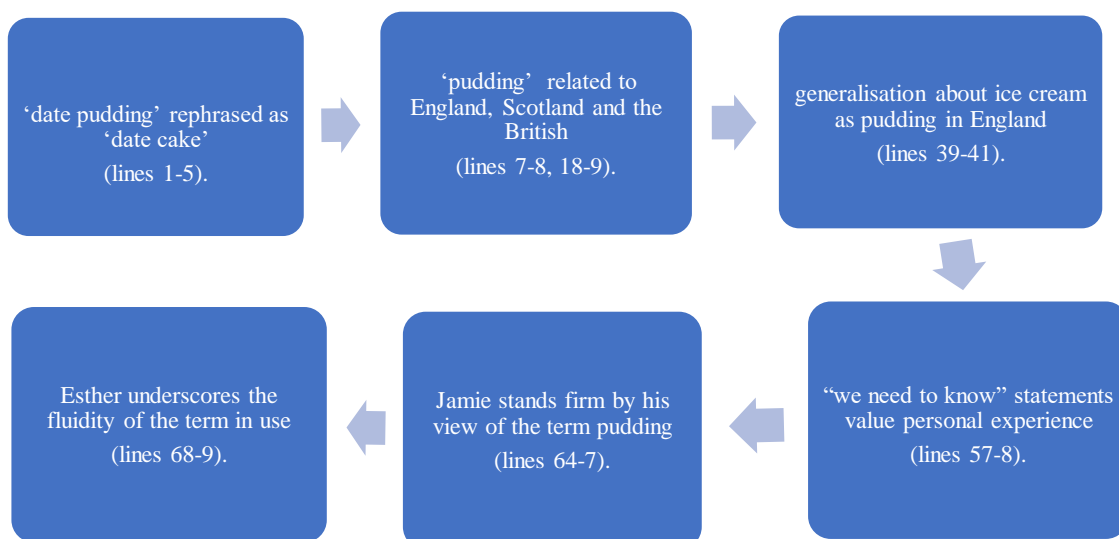 ‘date pudding’ rephrased as
‘date cake’
(lines 1-5).
‘pudding’ related to
England, Scotland and the
British
(lines 7-8, 18-9).
generalisation about ice cream
as pudding in England
(lines 39-41).
“we need to know” statements
value personal experience
(lines 57-8).
Jamie stands firm by his
view of the term pudding
(lines 64-7).
Esther underscores the
fluidity of the term in use
(lines 68-9).